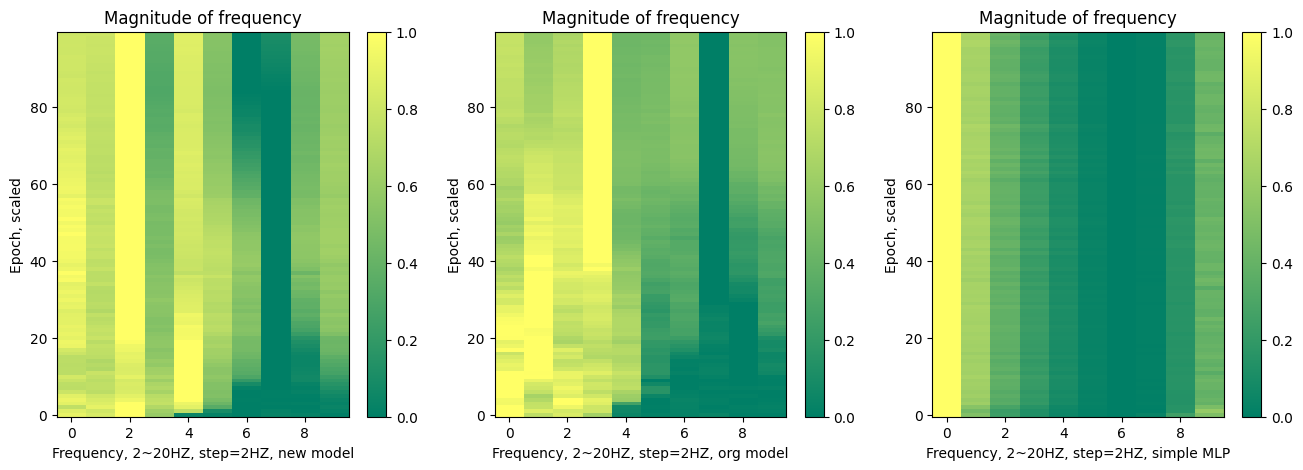 Magnitude of frequency
1.0
80
0.8
60
0.6
Epoch, scaled
40
0.4
20
0.2
0
0.0
0 2 4 6 8
Frequency, 2~20HZ, step=2HZ, new model
Magnitude of frequency
1.0
80
0.8
60
0.6
Epoch, scaled
40
0.4
20
0.2
0
0.0
0 2 4 6 8
Frequency, 2~20HZ, step=2HZ, org model
Magnitude of frequency
1.0
80
0.8
60
0.6
Epoch, scaled
40
0.4
20
0.2
0
0.0
0 2 4 6 8
Frequency, 2~20HZ, step=2HZ, simple MLP